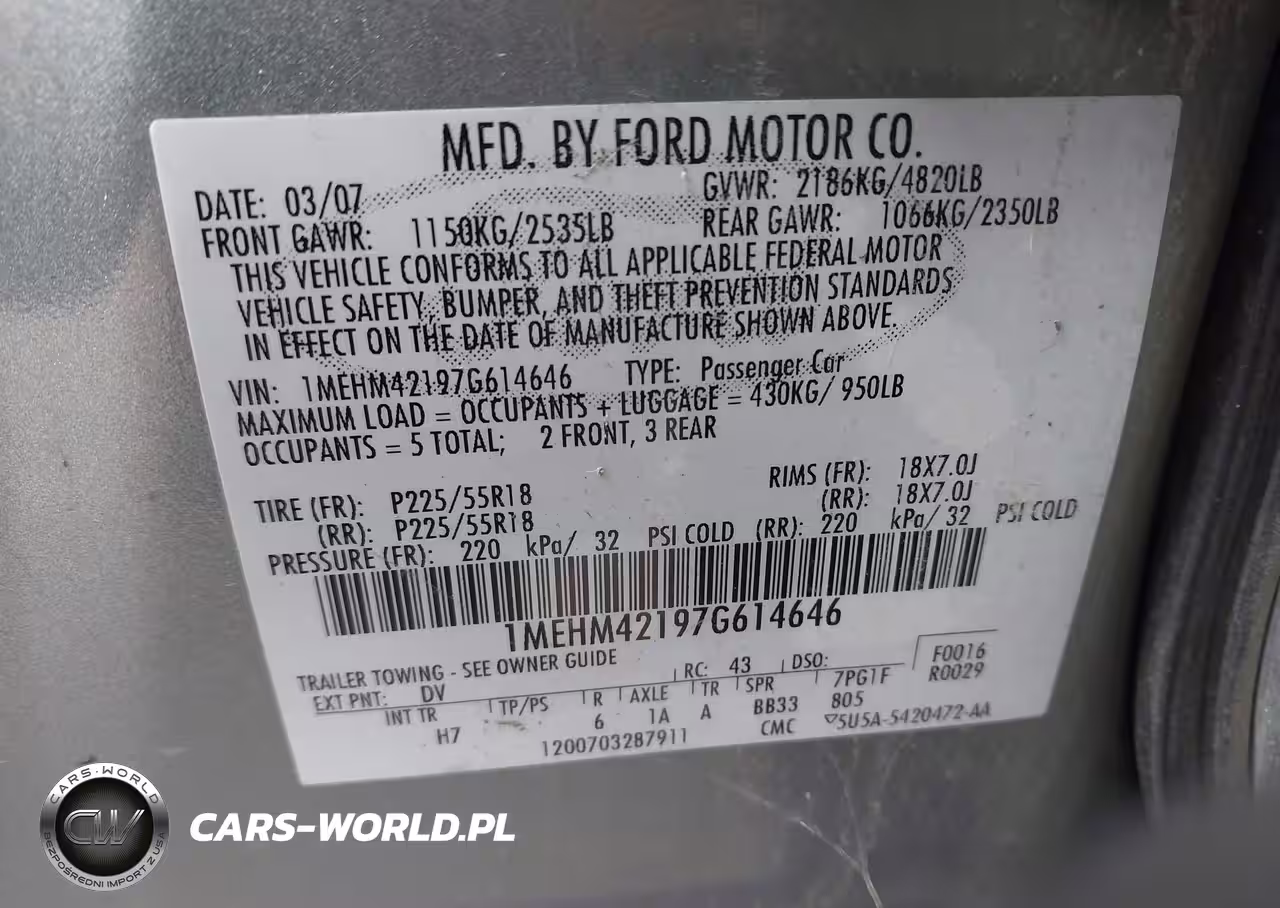 MFD. BY FORD MOTOR CO.
DATE: 03/07 GVWR: 2186KG/4820LB
FRONT GAWR: 1150KG/2535LB REAR GAWR: 1066KG/2350LB
THIS VEHICLE CONFORMS TO ALL APPLICABLE FEDERAL MOTOR
VEHICLE SAFETY, BUMPER, AND THEFT PREVENTION STANDARDS
IN EFFECT ON THE DATE OF MANUFACTURE SHOWN ABOVE.
VIN: 1MEHM42197G614646 TYPE: Passenger Car
MAXIMUM LOAD = OCCUPANTS + LUGGAGE = 430KG/ 950LB
OCCUPANTS = 5 TOTAL; 2 FRONT, 3 REAR
TIRE (FR): P225/55R18 RIMS (FR): 18X7.0J
(RR): P225/55R18 (RR): 18X7.0J
PRESSURE (FR): 220 kPa/ 32 PSI COLD (RR): 220 kPa/ 32 PSI COLD
1MEHM42197G614646
TRAILER TOWING - SEE OWNER GUIDE
EXT PNT: DV RC: 43 DSO: F0016
R0029
INT TR TP/PS R AXLE TR SPR 7PG1F
H7 6 1A A BB33 805
1200703287911 CMC 5U5A-5420472-AA
CARS-WORLD
CW
BEZPOŚREDNI IMPORT Z USA
CARS-WORLD.PL